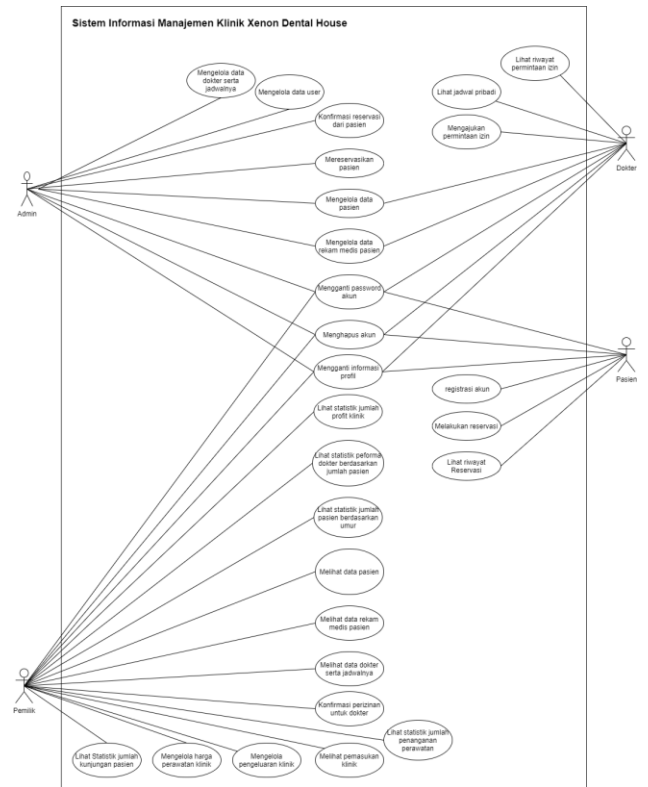 Sistem Informasi Manajemen Klinik Xenon Dental House
Lihat riwayat
permintaan izin
Mengelola data
dokter serta
jadwalnya
Mengelola data user
Lihat jadwal pribadi
Konfirmasi reservasi
dari pasien
Mengajukan
permintaan izin
Mereservasikan
pasien
Dokter
Admin
Mengelola data
pasien
Mengelola data
rekam medis pasien
Mengganti password
akun
Menghapus akun
Mengganti informasi
profil
Pasien
registrasi akun
Lihat statistik jumlah
profit klinik
Melakukan reservasi
Lihat statistik peforma
dokter berdasarkan
jumlah pasien
Lihat riwayat
Reservasi
Lihat statistik jumlah
pasien berdasarkan
umur
Melihat data pasien
Melihat data rekam
medis pasien
Melihat data dokter
serta jadwalnya
Pemilik
Konfirmasi perizinan
untuk dokter
Lihat statistik jumlah
penanganan
perawatan
Lihat Statistik jumlah
kunjungan pasien
Mengelola harga
perawatan klinik
Mengelola
pengeluaran klinik
Melihat pemasukan
klinik